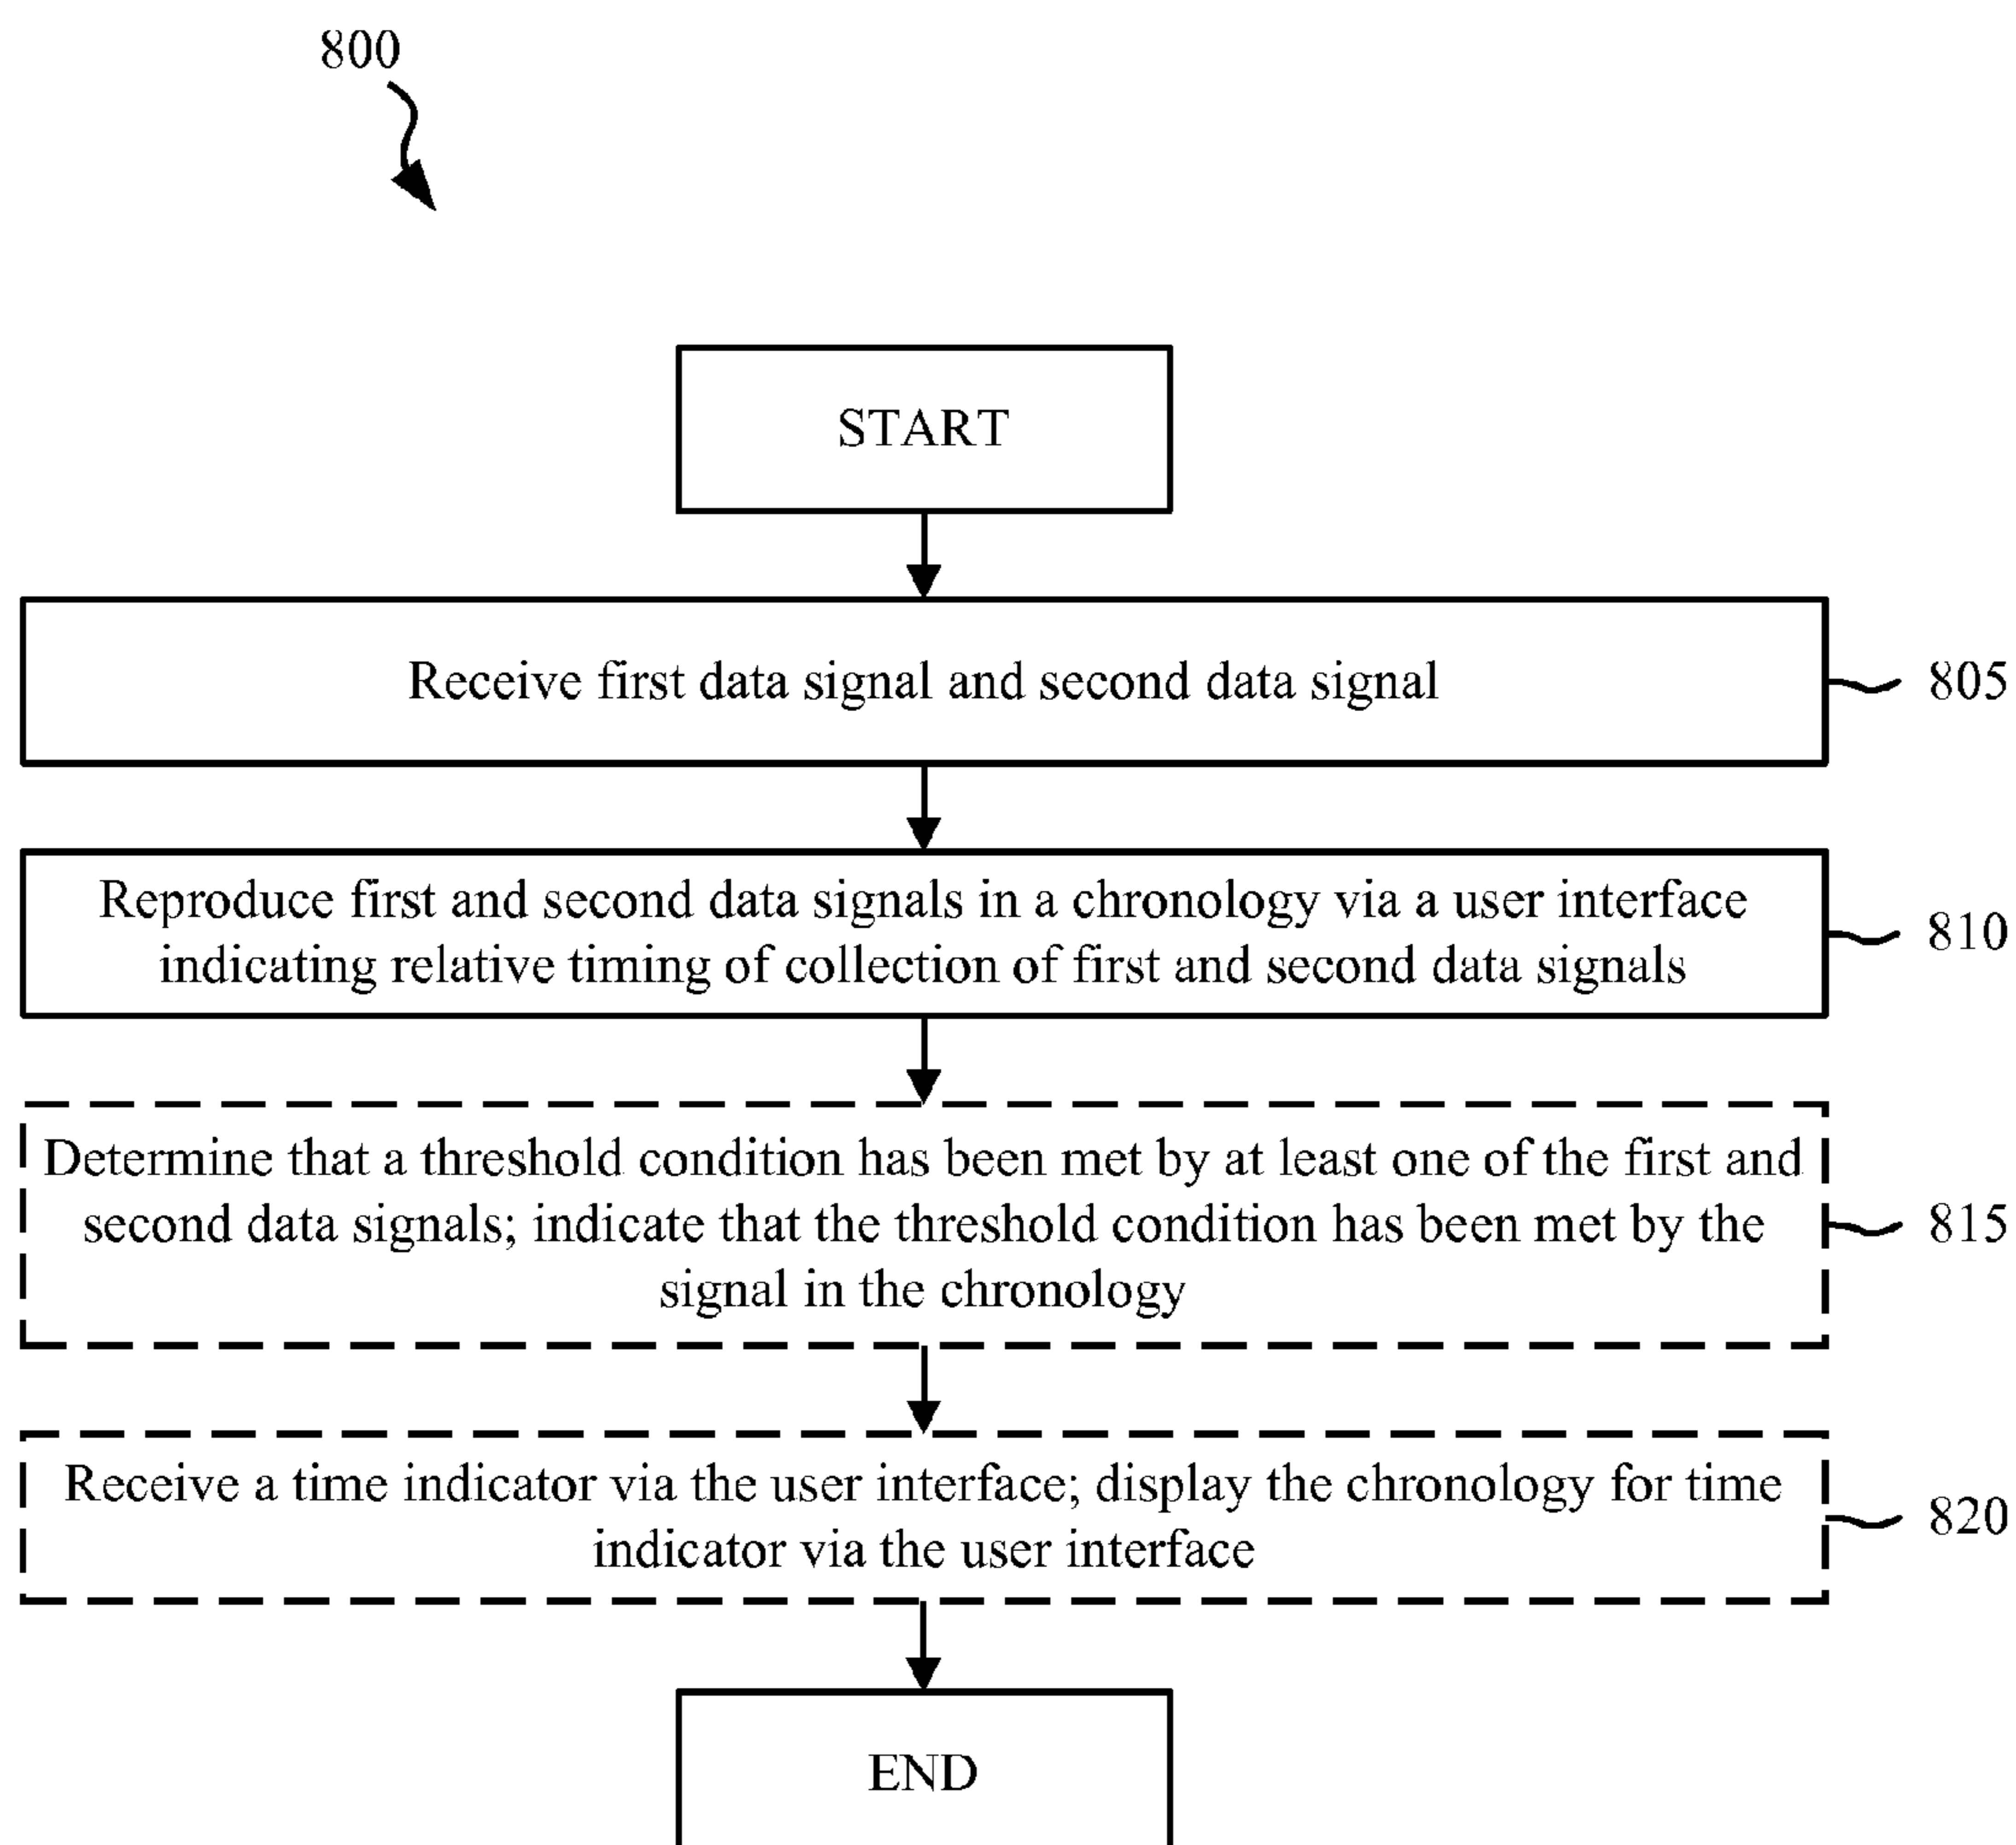 800
START
Receive first data signal and second data signal
805
Reproduce first and second data signals in a chronology via a user interface
indicating relative timing of collection of first and second data signals
810
Determine that a threshold condition has been met by at least one of the first and
second data signals; indicate that the threshold condition has been met by the
signal in the chronology
815
Receive a time indicator via the user interface; display the chronology for time
indicator via the user interface
820
END